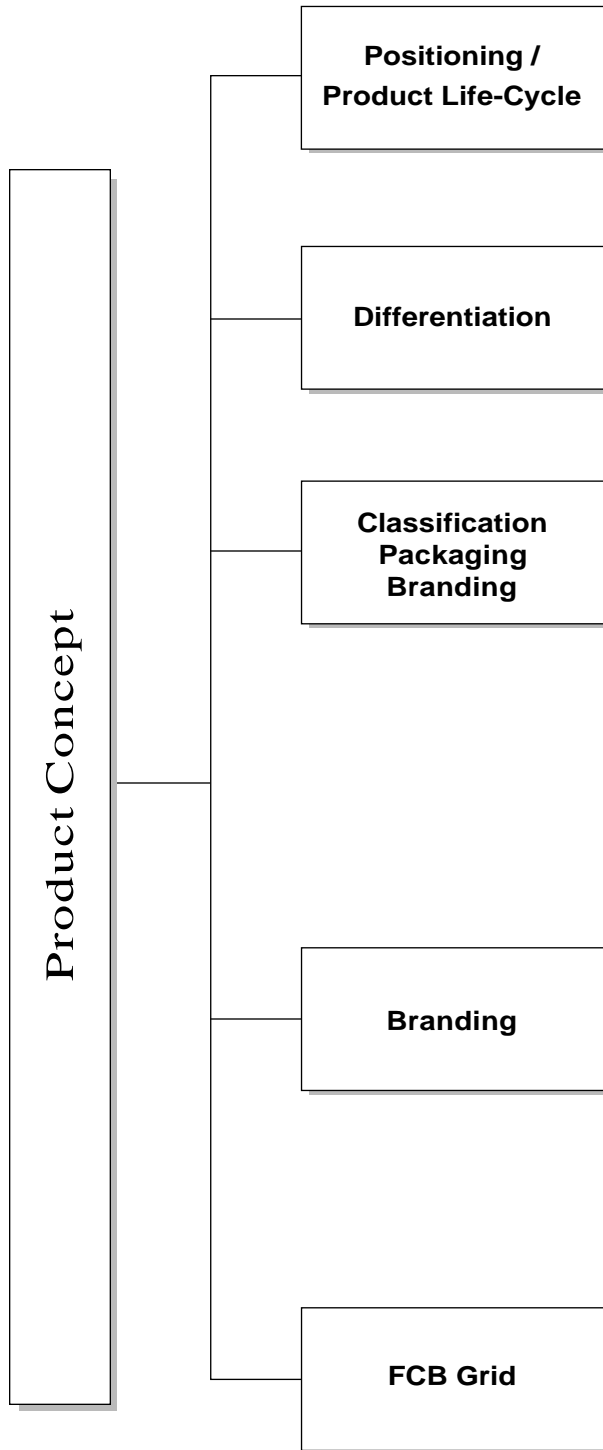 Positioning /
Product Life-Cycle
Differentiation
Classification
Packaging
Branding
Product Concept
Branding
FCB Grid